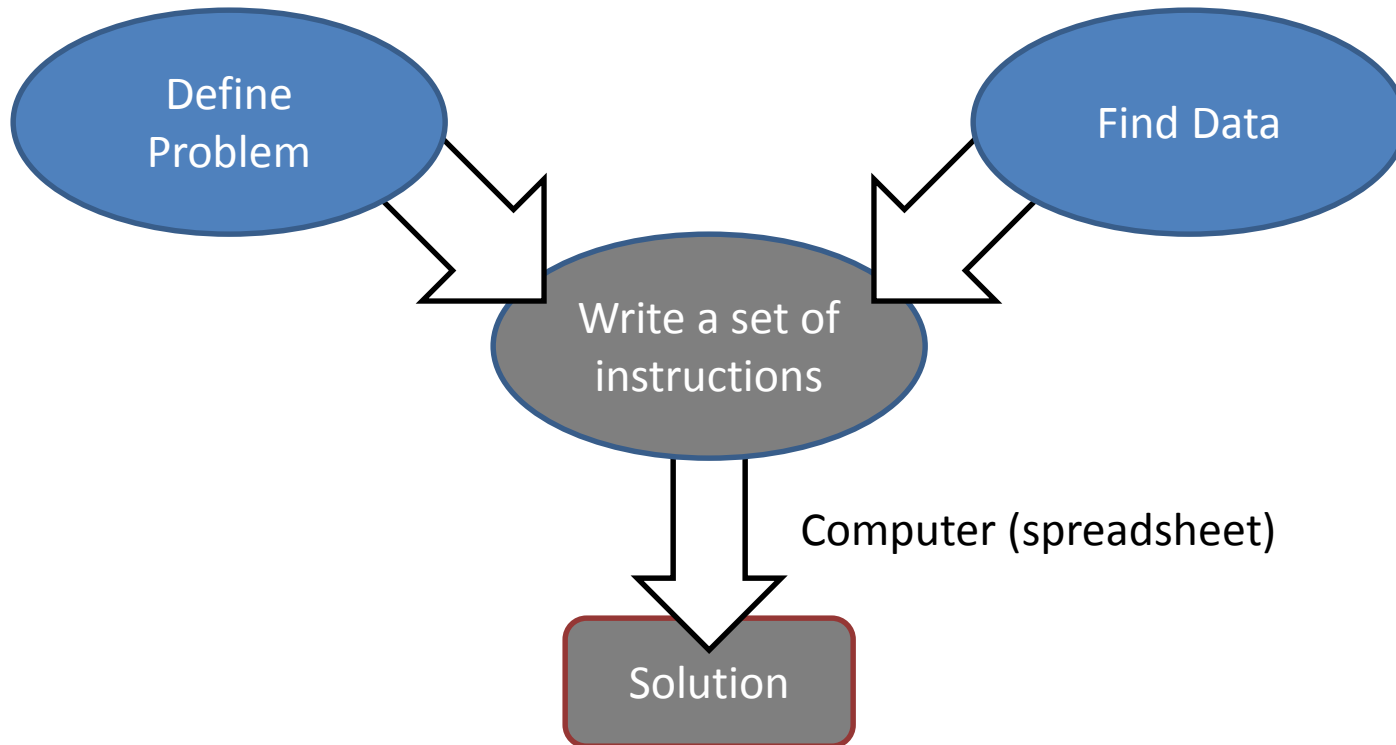 Define
Problem
Find Data
Write a set of
instructions
Computer (spreadsheet)
Solution